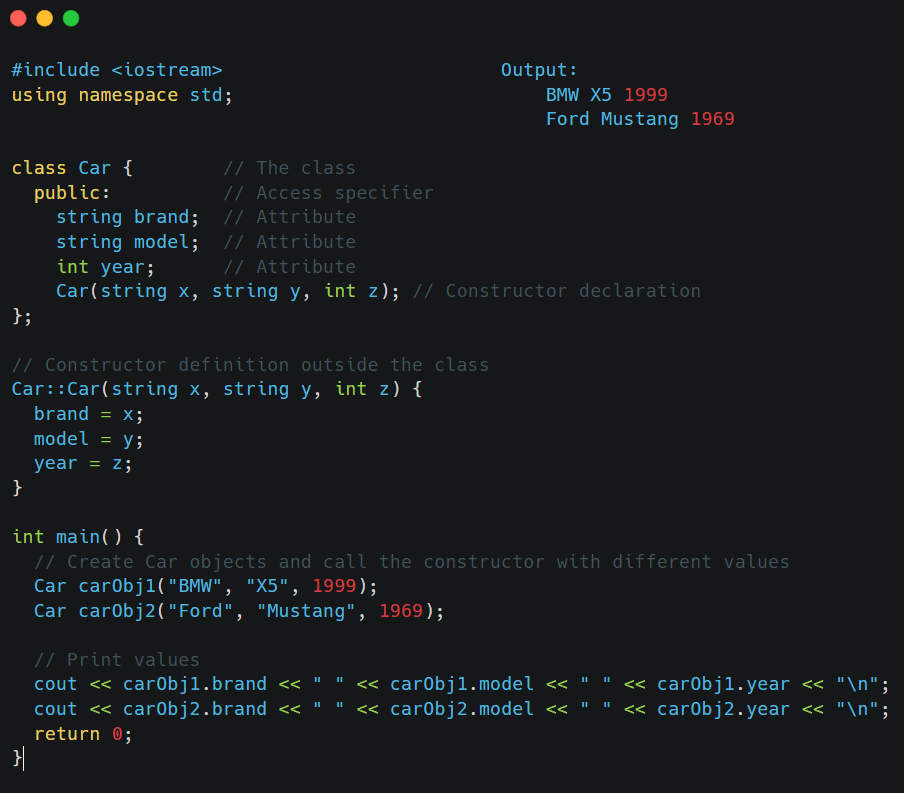 #include <iostream>
using namespace std;
Output:
BMW X5 1999
Ford Mustang 1969
class Car {        // The class
  public:          // Access specifier
    string brand;  // Attribute
    string model;  // Attribute
    int year;      // Attribute
    Car(string x, string y, int z); // Constructor declaration
};
// Constructor definition outside the class
Car::Car(string x, string y, int z) {
  brand = x;
  model = y;
  year = z;
}
int main() {
  // Create Car objects and call the constructor with different values
  Car carObj1("BMW", "X5", 1999);
  Car carObj2("Ford", "Mustang", 1969);
  // Print values
  cout << carObj1.brand << " " << carObj1.model << " " << carObj1.year << "\n";
  cout << carObj2.brand << " " << carObj2.model << " " << carObj2.year << "\n";
  return 0;
}